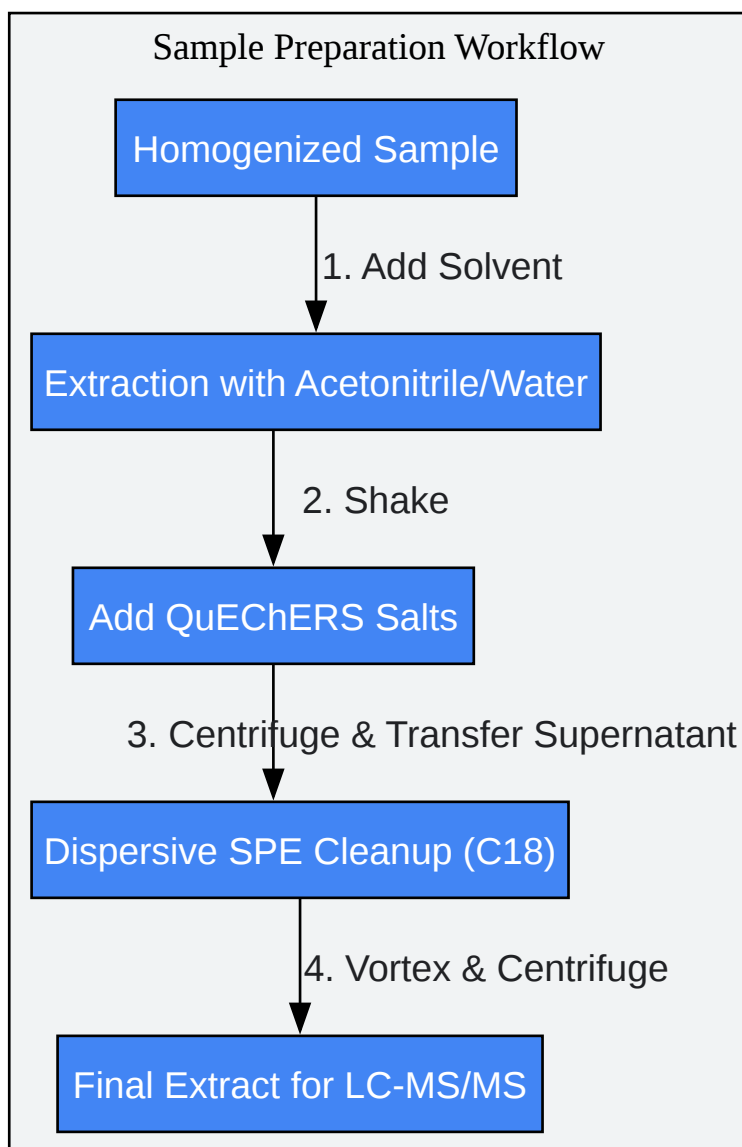 Sample Preparation Workflow
Homogenized Sample
1. Add Solvent
Extraction with Acetonitrile/Water
2. Shake
Add QuEChERS Salts
3. Centrifuge & Transfer Supernatant
Dispersive SPE Cleanup (C18)
4. Vortex & Centrifuge
Final Extract for LC-MS/MS